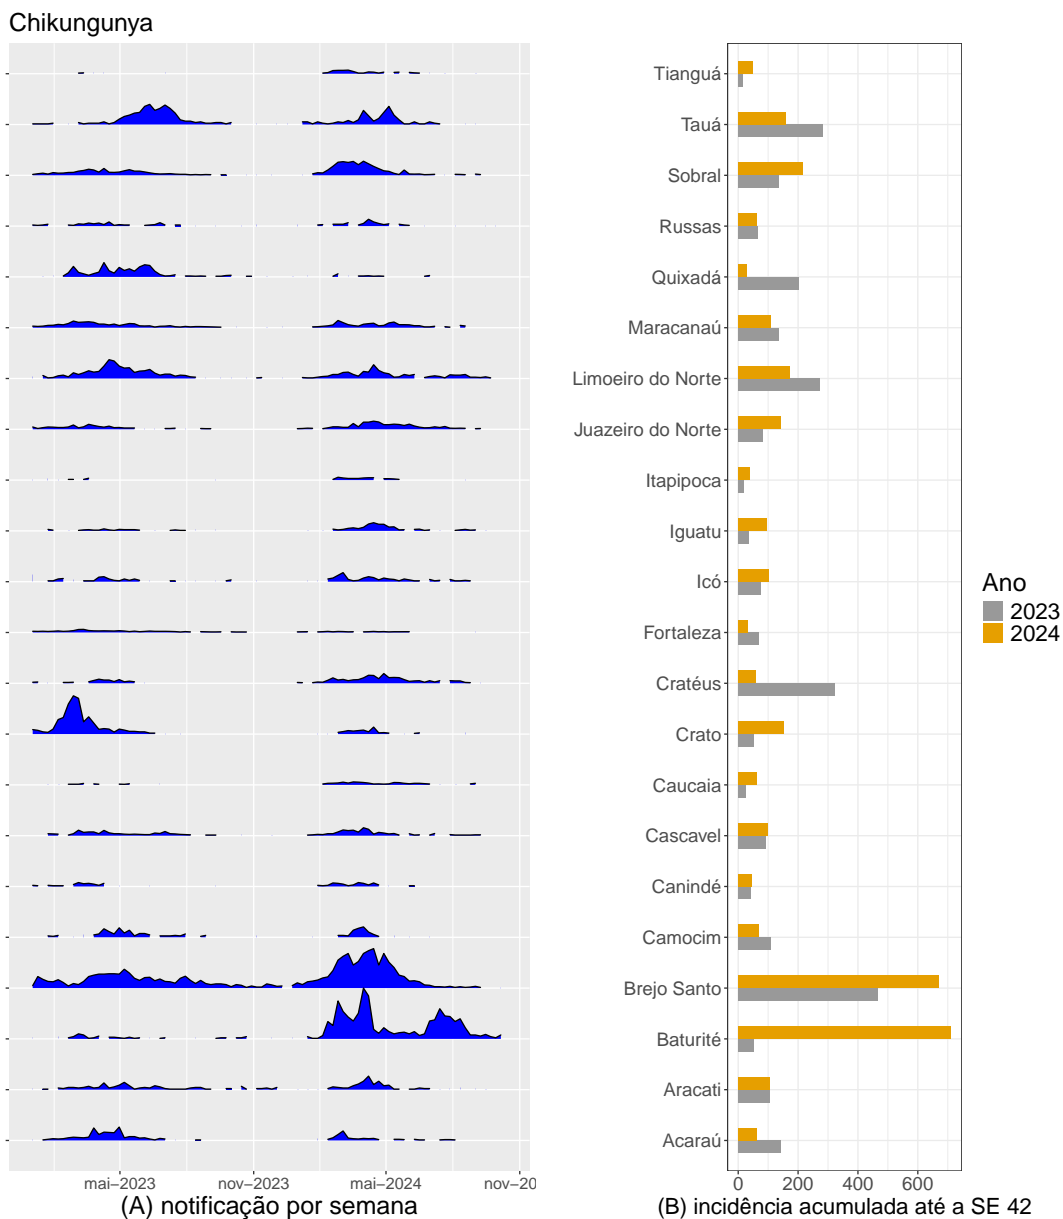 Chikungunya
Tianguá
Tauá
Sobral
Russas
Quixadá
Maracanaú
Limoeiro do Norte
Juazeiro do Norte
Itapipoca
Iguatu
Icó
Fortaleza
Cratéus
Crato
Caucaia
Cascavel
Canindé
Camocim
Brejo Santo
Baturité
Aracati
Acaraú
Ano
2023
2024
mai–2023 nov–2023 mai–2024 nov–20
0 200 400 600
(A) notificação por semana
(B) incidência acumulada até a SE 42